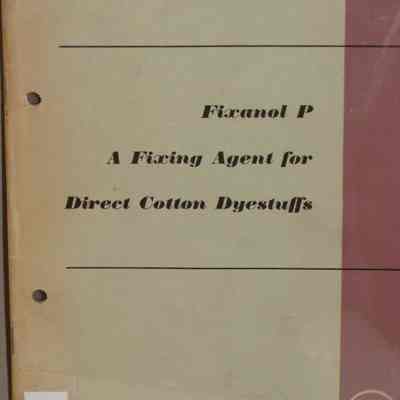 Fixanol P
A Fixing Agent for
Direct Cotton Dyestuffs